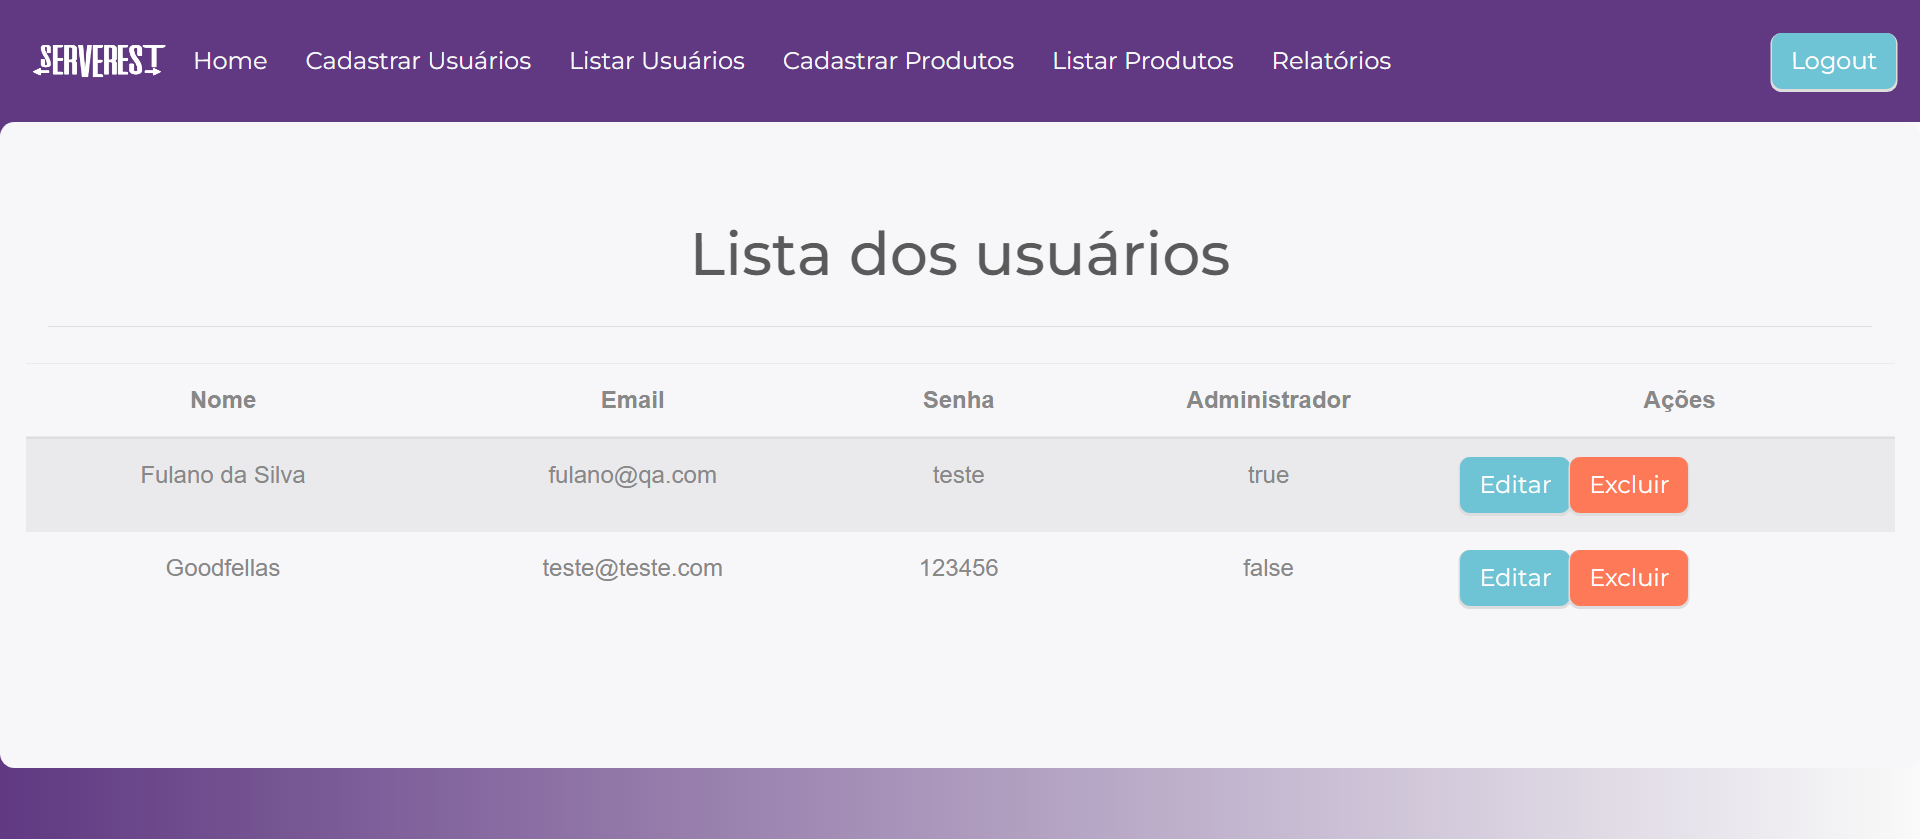 SERVEREST Home Cadastrar Usuários Listar Usuários Cadastrar Produtos Listar Produtos Relatórios Logout
Lista dos usuários
Nome Email Senha Administrador Ações
Fulano da Silva fulano@qa.com teste true Editar Excluir
Goodfellas teste@teste.com 123456 false Editar Excluir